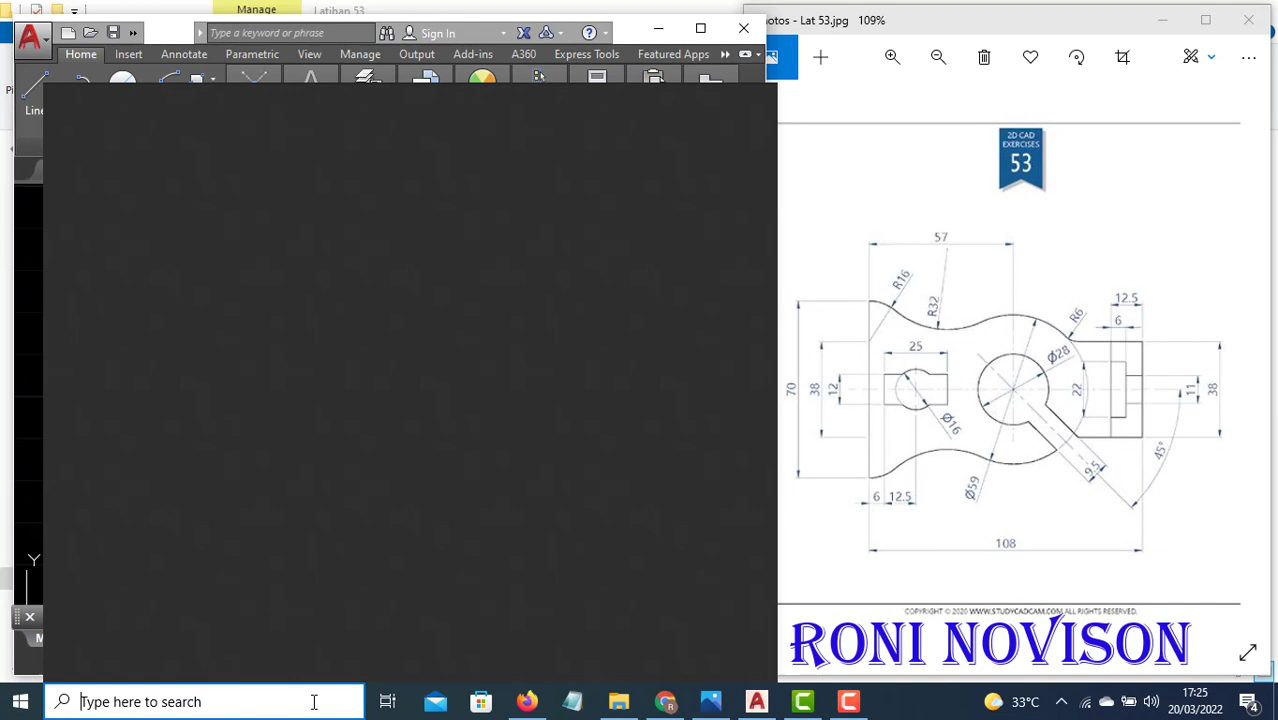 Manage
Latihan 53
otos - Lat 53.jpg 109%
Type a keyword or phrase
Sign In
Home Insert Annotate Parametric View Manage Output Add-ins A360 Express Tools Featured Apps
Line
2D CAD
EXERCISES
53
57
R16
R32
R6
12.5
6
25
Ø28
70
38
12
22
11
38
Ø16
45°
9.5
Ø59
6
12.5
108
Y
COPYRIGHT © 2020 WWW.STUDYCADCAM.COM ALL RIGHTS RESERVED.
RONI NOVISON
Type here to search
33°C
17:25
20/03/2022
4